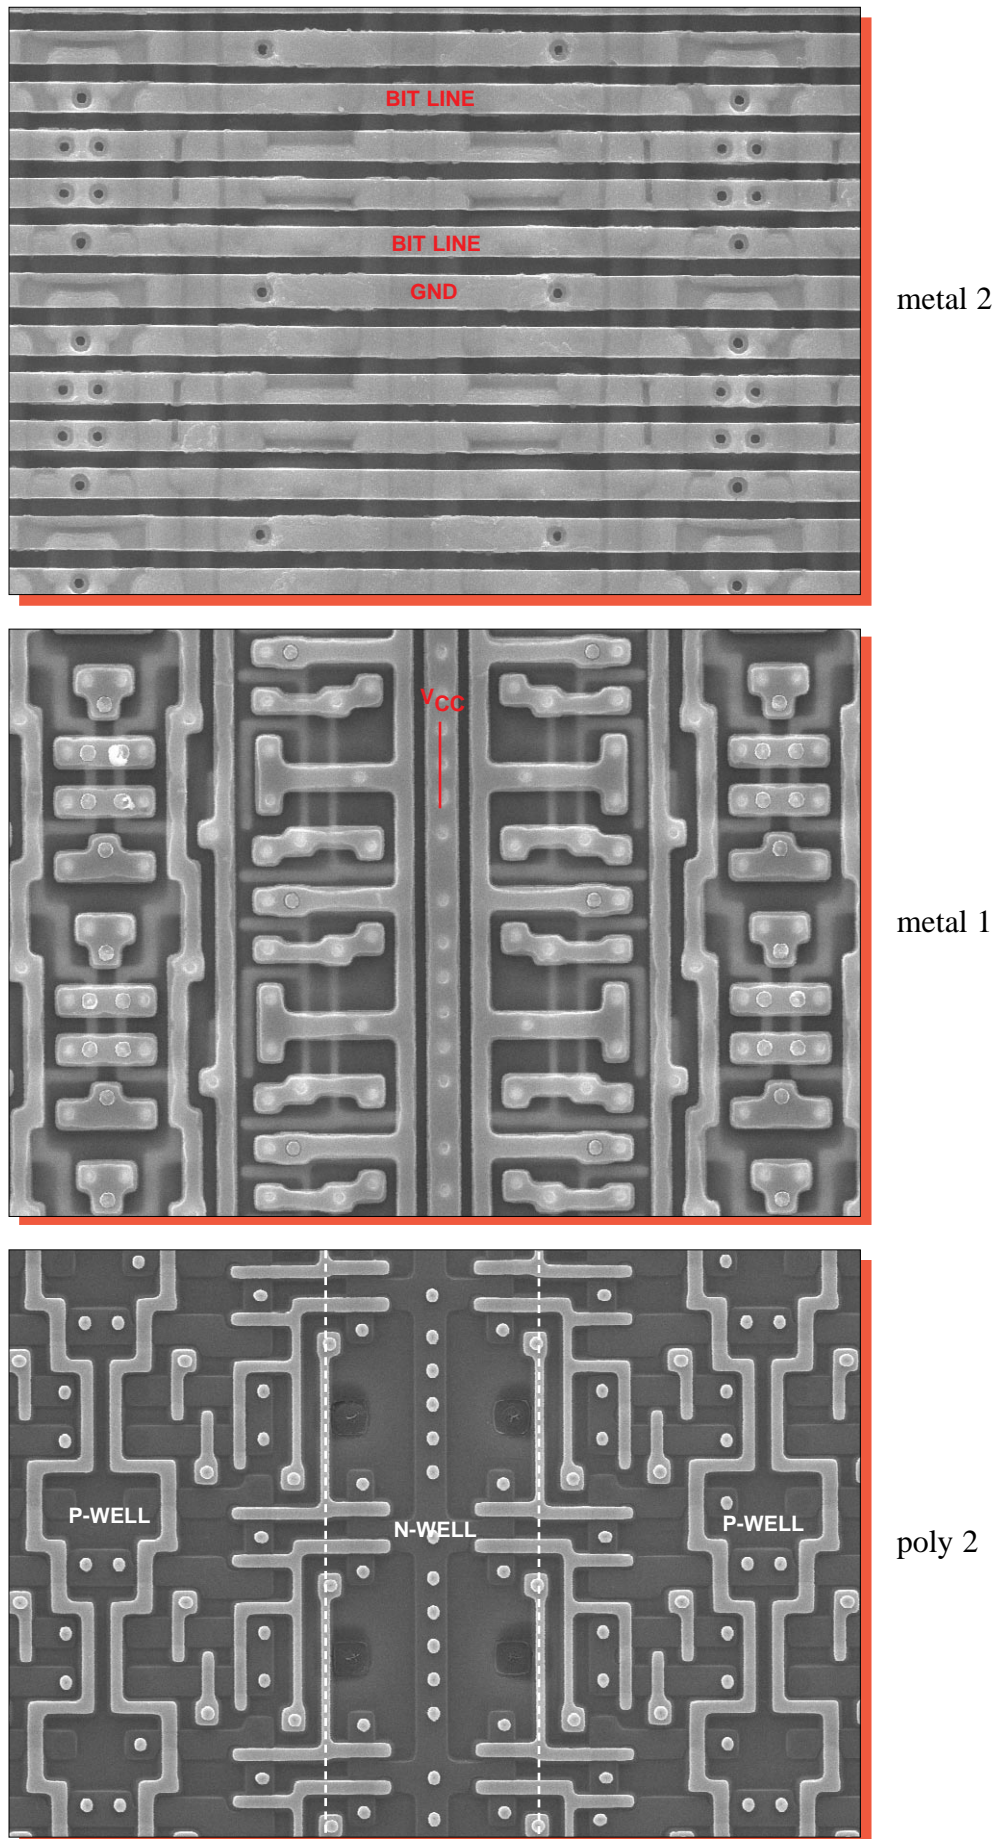 BIT LINE
BIT LINE
GND
metal 2
VCC
metal 1
P-WELL
N-WELL
P-WELL
poly 2